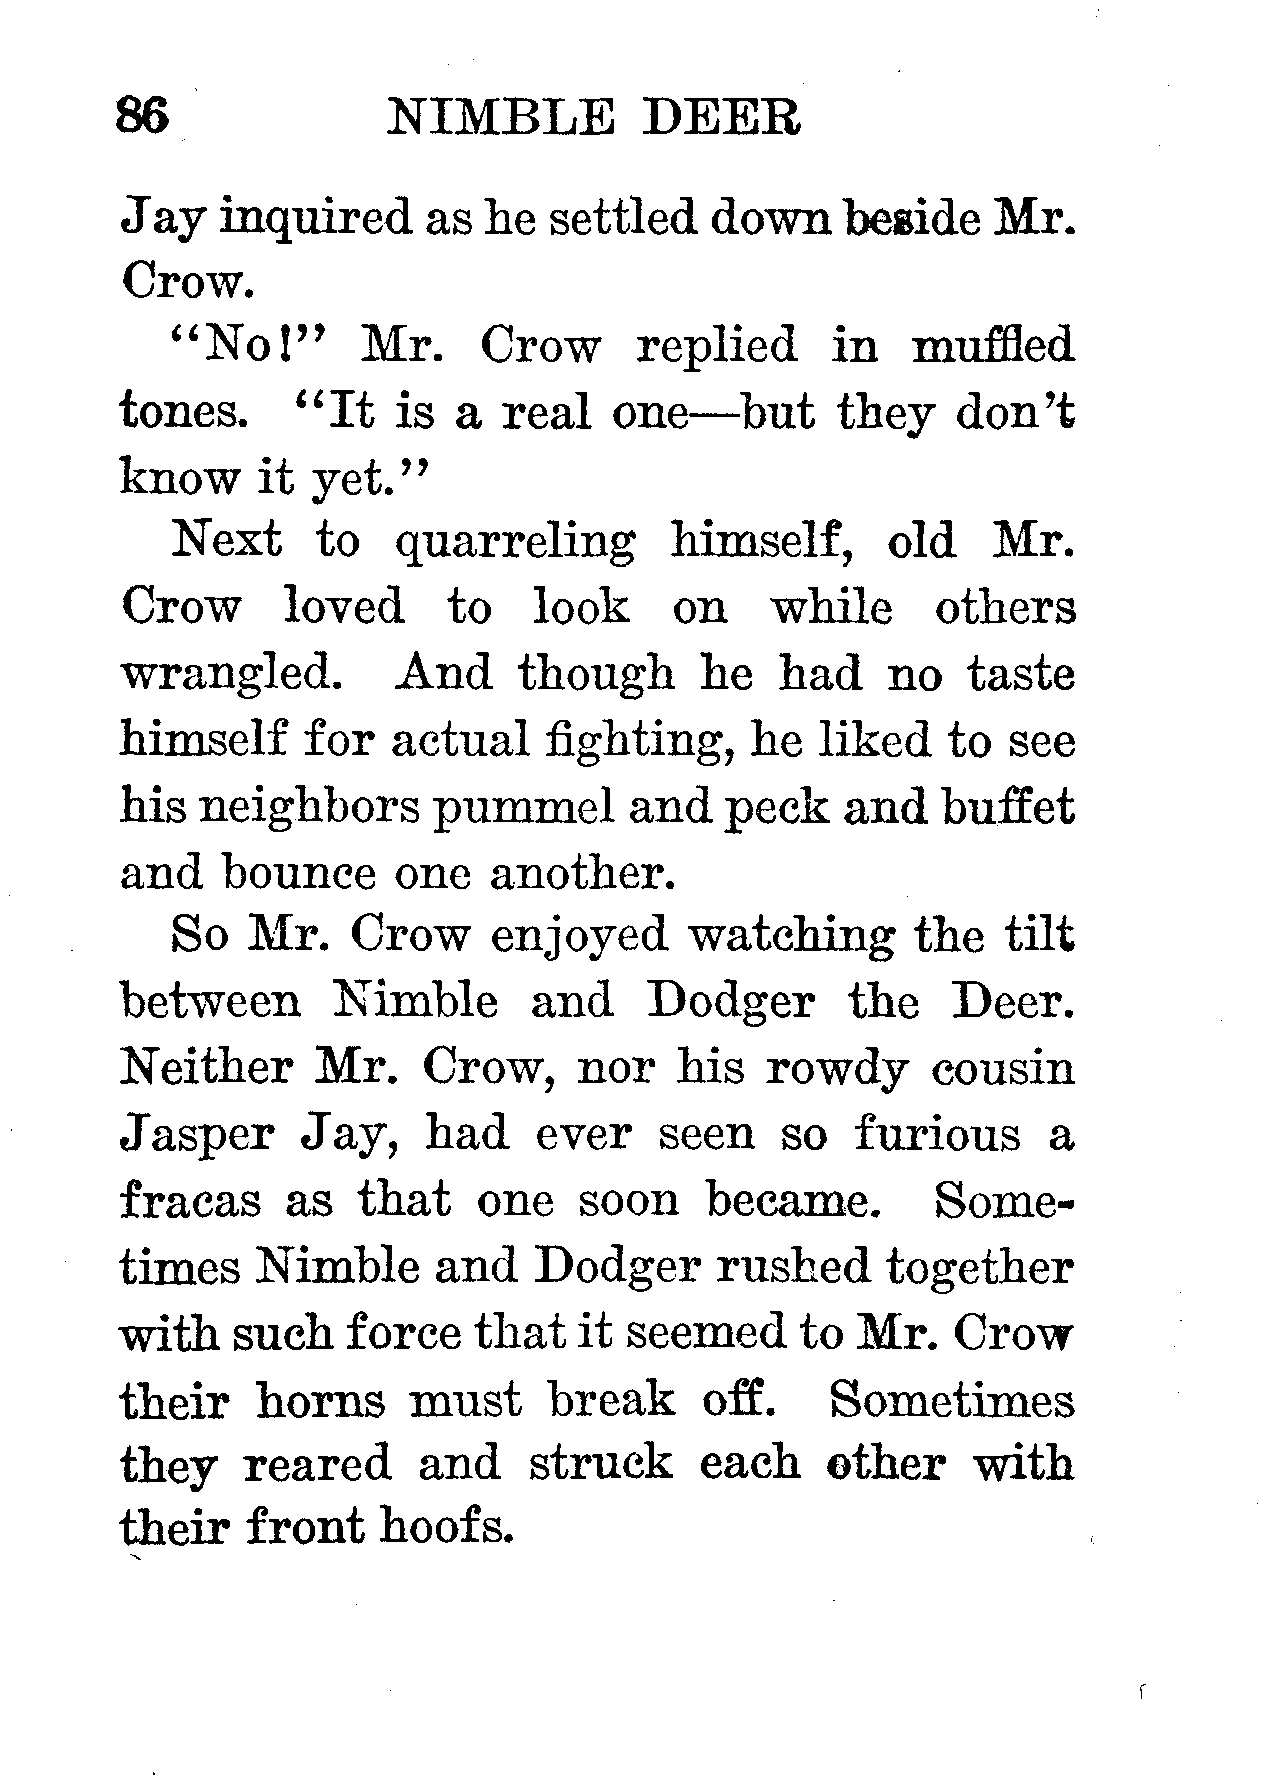 86 NIMBLE DEER
Jay inquired as he settled down beside Mr.
Crow.
"No!" Mr. Crow replied in muffled
tones. "It is a real one—but they don't
know it yet."
Next to quarreling himself, old Mr.
Crow loved to look on while others
wrangled. And though he had no taste
himself for actual fighting, he liked to see
his neighbors pummel and peck and buffet
and bounce one another.
So Mr. Crow enjoyed watching the tilt
between Nimble and Dodger the Deer.
Neither Mr. Crow, nor his rowdy cousin
Jasper Jay, had ever seen so furious a
fracas as that one soon became. Some-
times Nimble and Dodger rushed together
with such force that it seemed to Mr. Crow
their horns must break off. Sometimes
they reared and struck each other with
their front hoofs.